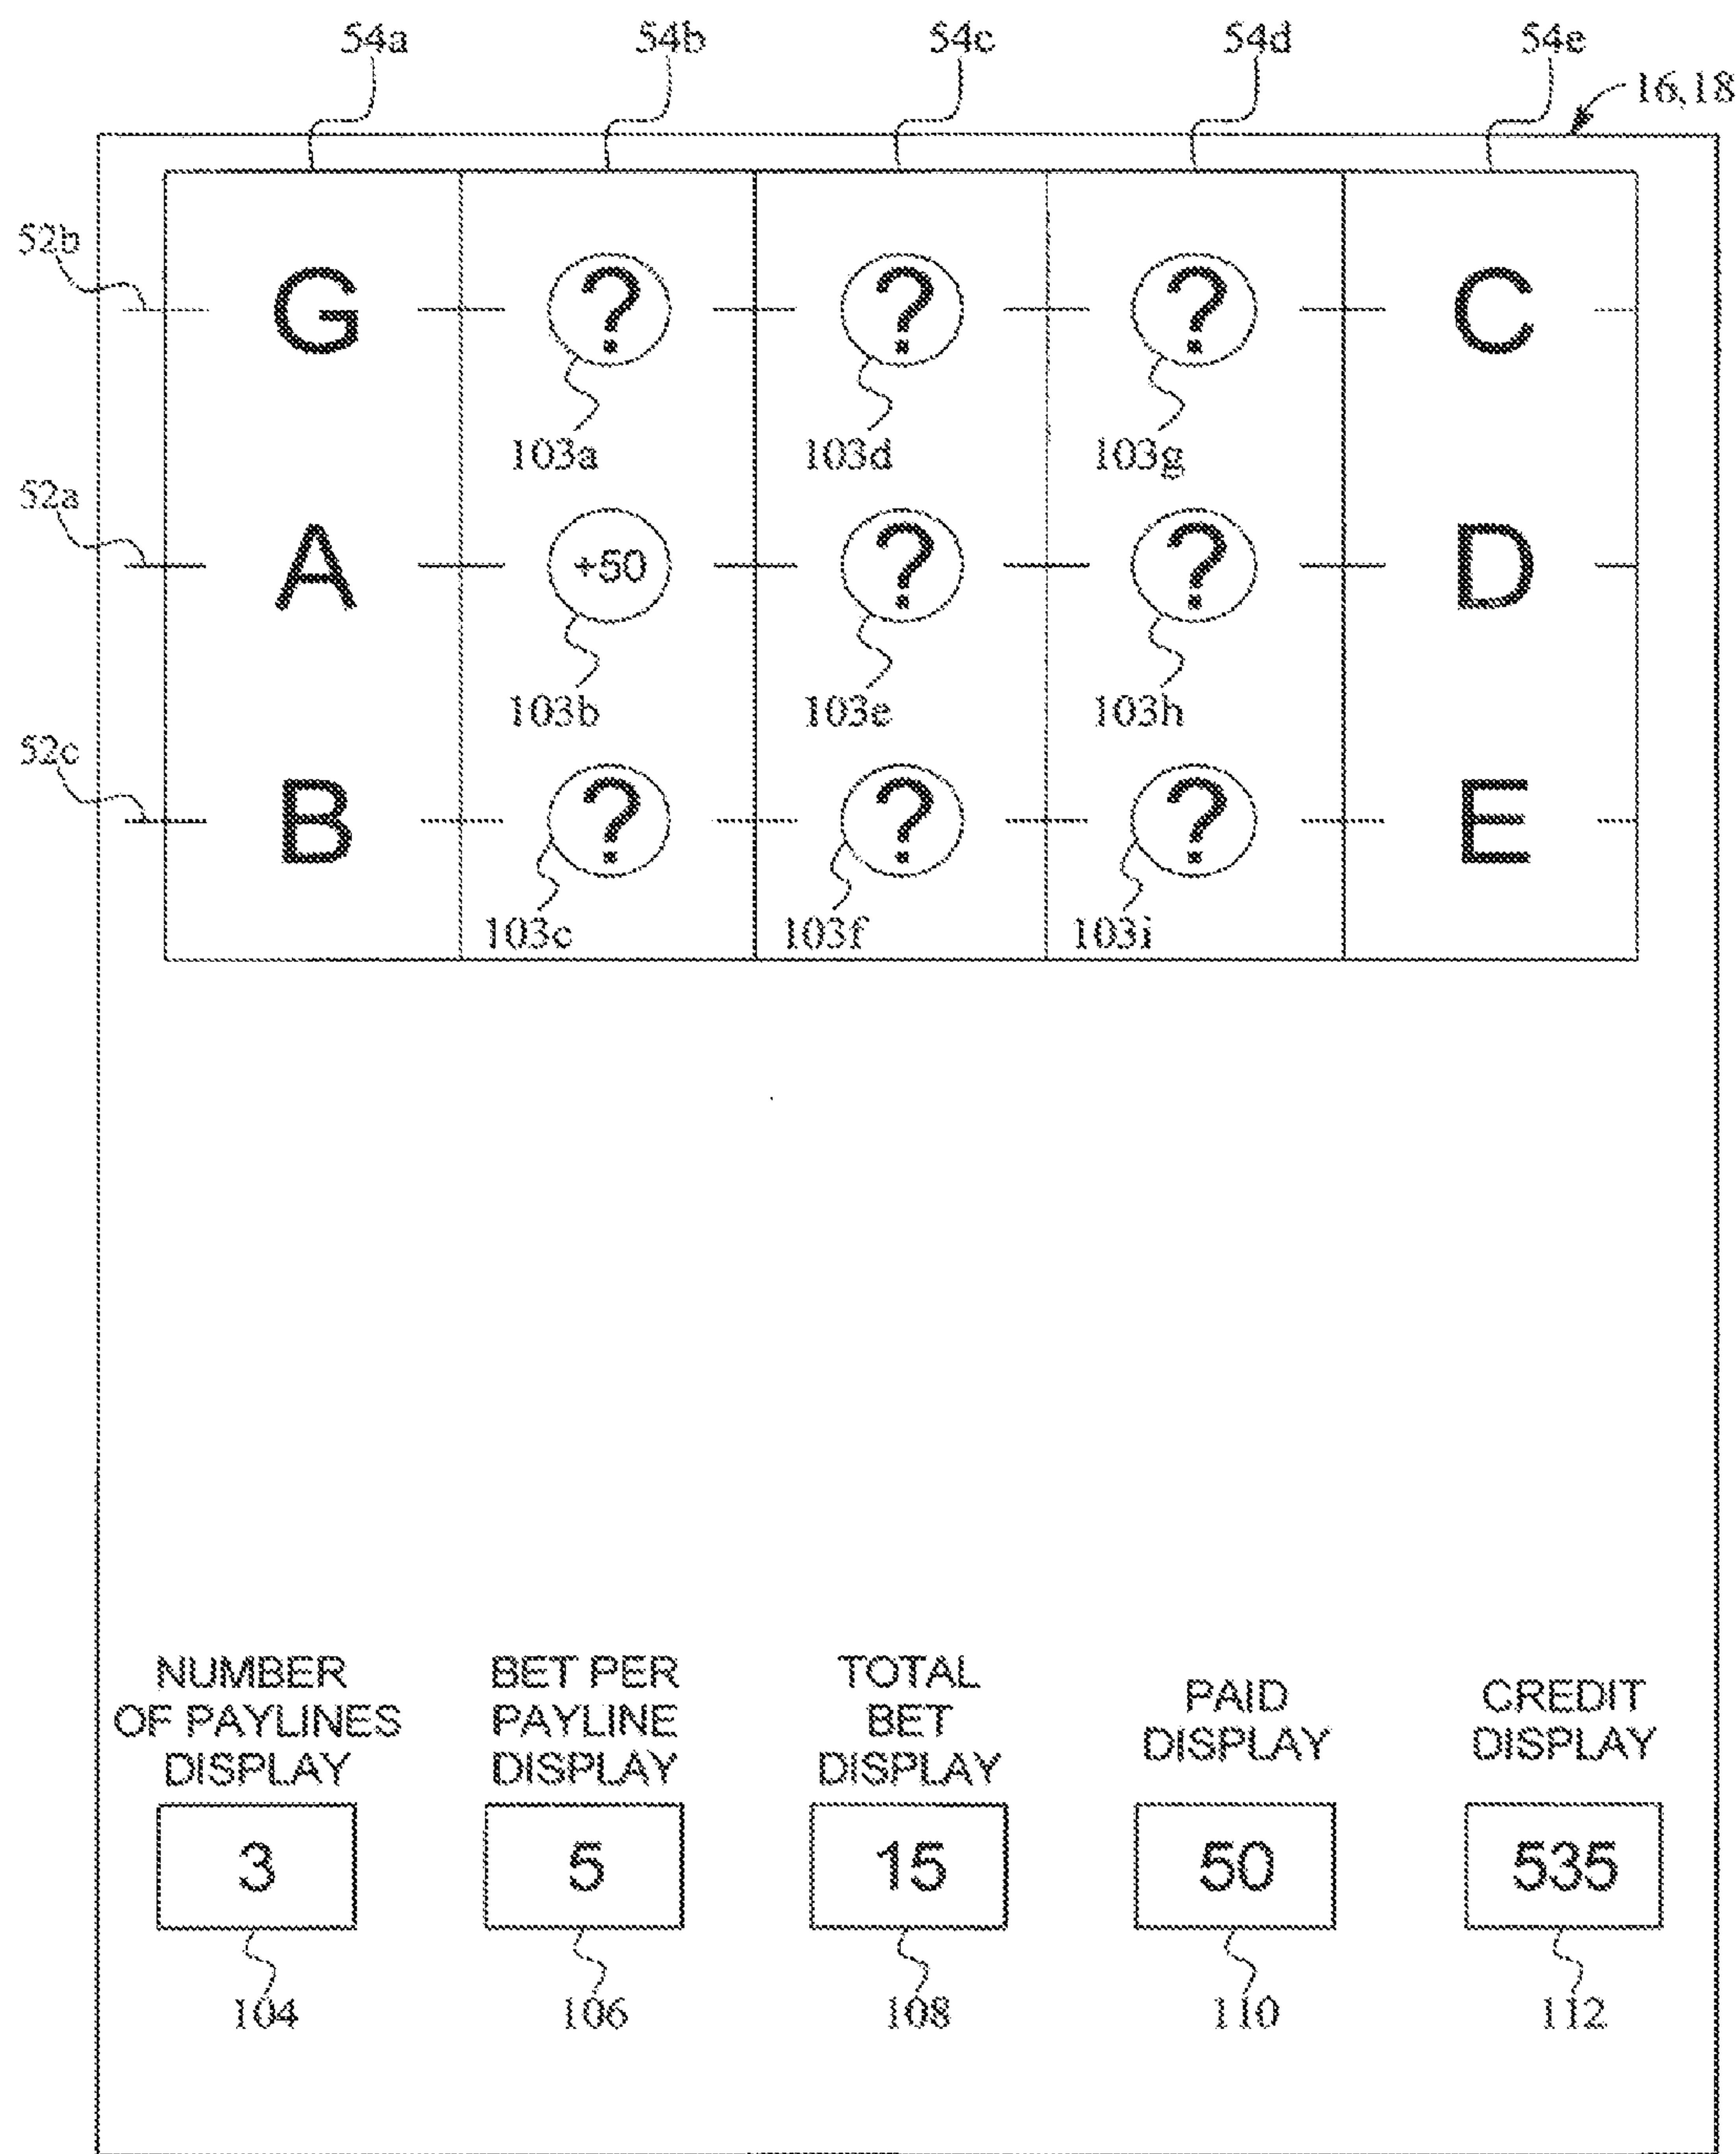 54a 54b 54c 54d 54e
16,18
52b G ? ? ? C
103a 103d 103g
52a A +50 ? ? D
103b 103e 103h
52c B ? ? ? E
103c 103f 103i
NUMBER
OF PAYLINES
DISPLAY
3
104
BET PER
PAYLINE
DISPLAY
5
106
TOTAL
BET
DISPLAY
15
108
PAID
DISPLAY
50
110
CREDIT
DISPLAY
535
112